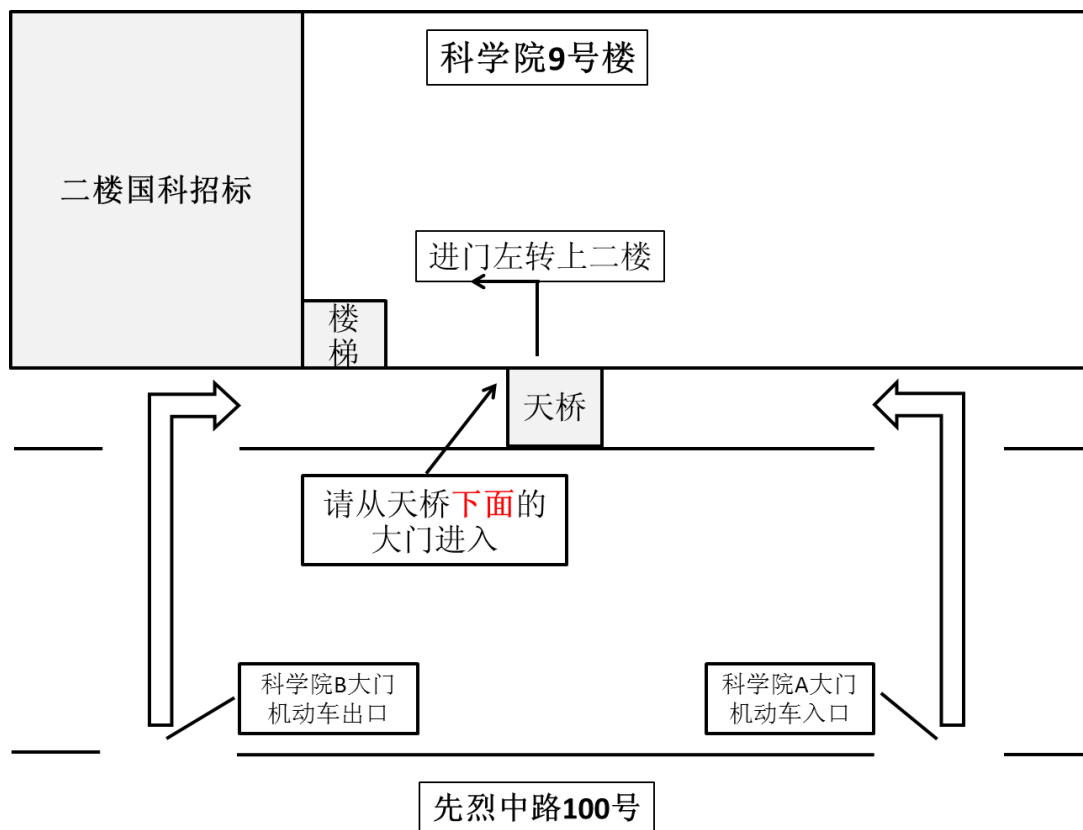 科学院9号楼
二楼国科招标
进门左转上二楼
楼
梯
天桥
请从天桥下面的
大门进入
科学院B大门
机动车出口
科学院A大门
机动车入口
先烈中路100号